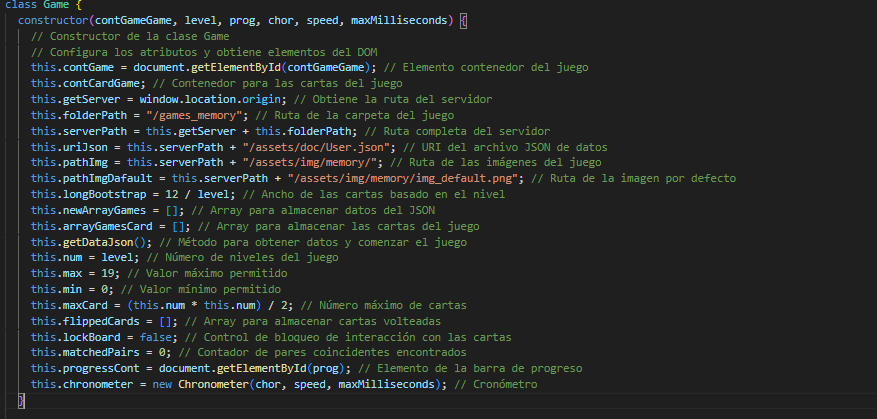 class Game {
constructor(contGameGame, level, prog, chor, speed, maxMilliseconds) {
// Constructor de la clase Game
// Configura los atributos y obtiene elementos del DOM
this.contGame = document.getElementById(contGameGame); // Elemento contenedor del juego
this.contCardGame; // Contenedor para las cartas del juego
this.getServer = window.location.origin; // Obtiene la ruta del servidor
this.folderPath = "/games_memory"; // Ruta de la carpeta del juego
this.serverPath = this.getServer + this.folderPath; // Ruta completa del servidor
this.uriJson = this.serverPath + "/assets/doc/User.json"; // URI del archivo JSON de datos
this.pathImg = this.serverPath + "/assets/img/memory/"; // Ruta de las imágenes del juego
this.pathImgDafault = this.serverPath + "/assets/img/memory/img_default.png"; // Ruta de la imagen por defecto
this.longBootstrap = 12 / level; // Ancho de las cartas basado en el nivel
this.newArrayGames = []; // Array para almacenar datos del JSON
this.arrayGamesCard = []; // Array para almacenar las cartas del juego
this.getDataJson(); // Método para obtener datos y comenzar el juego
this.num = level; // Número de niveles del juego
this.max = 19; // Valor máximo permitido
this.min = 0; // Valor mínimo permitido
this.maxCard = (this.num * this.num) / 2; // Número máximo de cartas
this.flippedCards = []; // Array para almacenar cartas volteadas
this.lockBoard = false; // Control de bloqueo de interacción con las cartas
this.matchedPairs = 0; // Contador de pares coincidentes encontrados
this.progressCont = document.getElementById(prog); // Elemento de la barra de progreso
this.chronometer = new Chronometer(chor, speed, maxMilliseconds); // Cronómetro
}